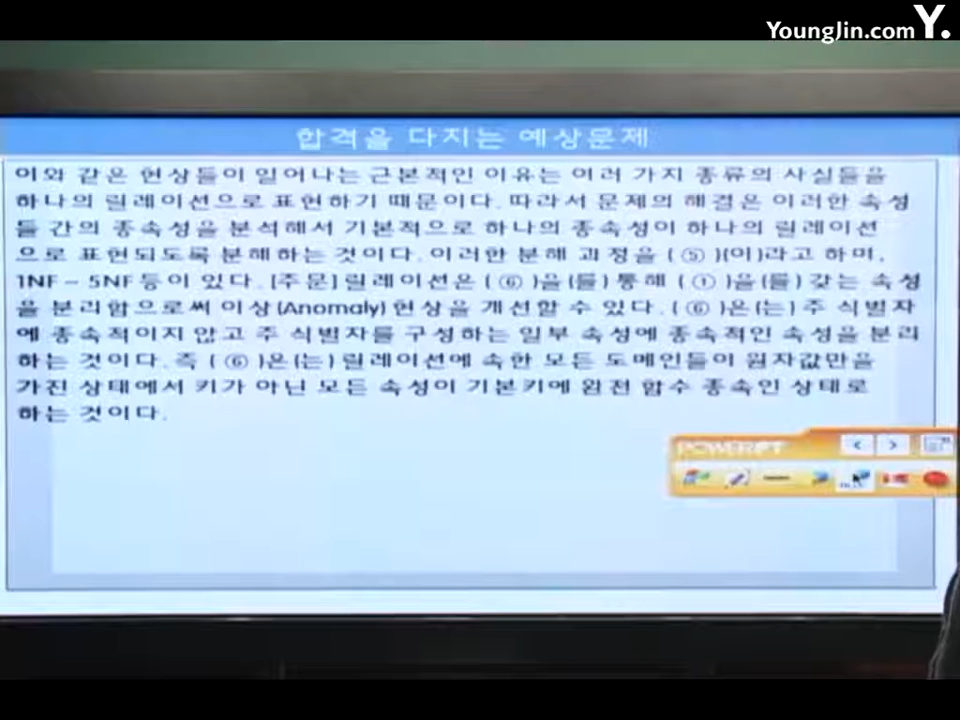 YoungJin.com Y.
합격을 다지는 예상문제
이와 같은 현상들이 일어나는 근본적인 이유는 여러 가지 종류의 사실들을
하나의 릴레이션으로 표현하기 때문이다. 따라서 문제의 해결은 이러한 속성
들 간의 종속성을 분석해서 기본적으로 하나의 종속성이 하나의 릴레이션
으로 표현되도록 분해하는 것이다. 이러한 분해 과정을 ( ⑤ )(이)라고 하며,
1NF – 5NF 등이 있다. [주문] 릴레이션은 ( ⑥ )을(를) 통해 ( ① )을(를) 갖는 속성
을 분리함으로써 이상(Anomaly) 현상을 개선할 수 있다. ( ⑥ )은(는) 주 식별자
에 종속적이지 않고 주 식별자를 구성하는 일부 속성에 종속적인 속성을 분리
하는 것이다. 즉 ( ⑥ )은(는) 릴레이션에 속한 모든 도메인들이 원자값만을
가진 상태에서 키가 아닌 모든 속성이 기본키에 완전 함수 종속인 상태로
하는 것이다.